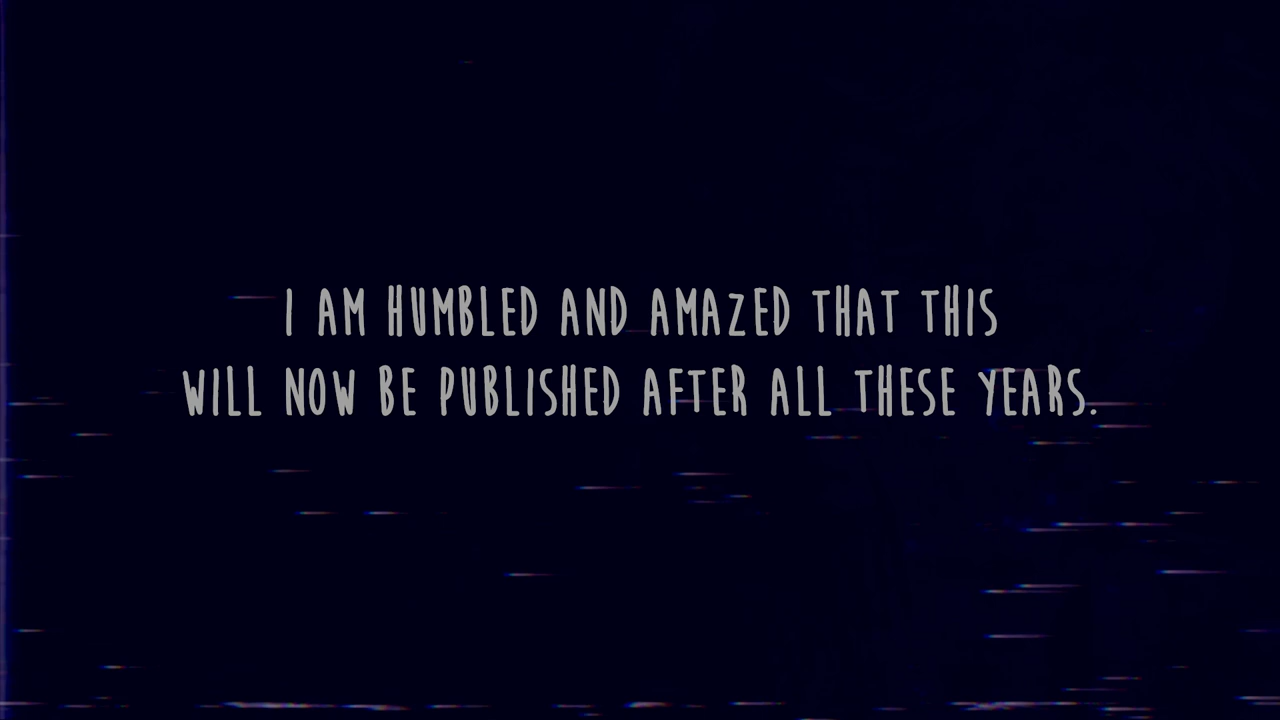 I AM HUMBLED AND AMAZED THAT THIS
WILL NOW BE PUBLISHED AFTER ALL THESE YEARS.